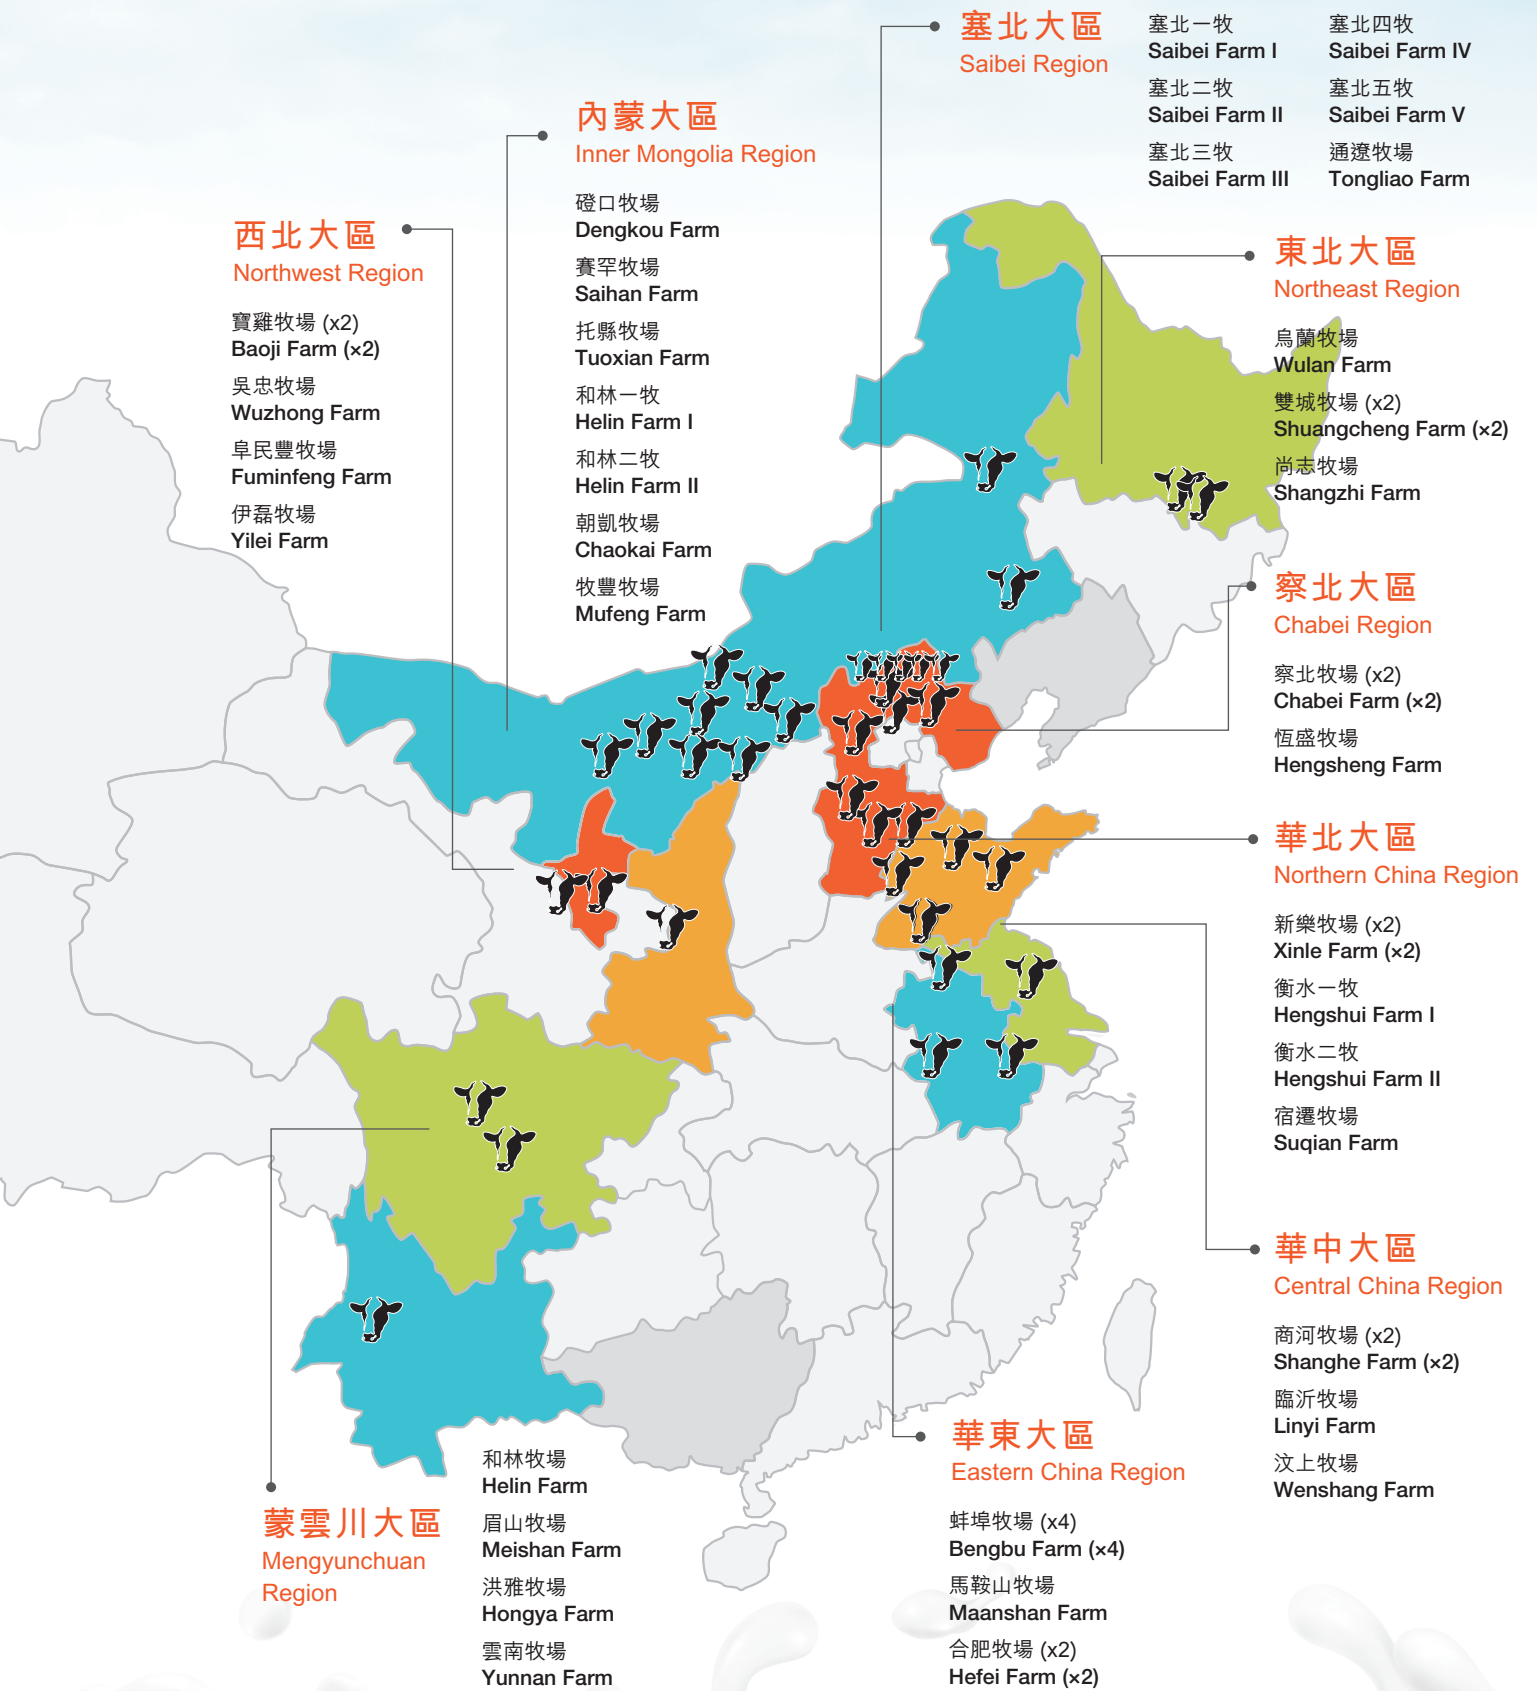 塞北大區
Saibei Region
塞北一牧
Saibei Farm I
塞北二牧
Saibei Farm II
塞北三牧
Saibei Farm III
塞北四牧
Saibei Farm IV
塞北五牧
Saibei Farm V
通遼牧場
Tongliao Farm
內蒙大區
Inner Mongolia Region
磴口牧場
Dengkou Farm
賽罕牧場
Saihan Farm
托縣牧場
Tuoxian Farm
和林一牧
Helin Farm I
和林二牧
Helin Farm II
朝凱牧場
Chaokai Farm
牧豐牧場
Mufeng Farm
西北大區
Northwest Region
寶雞牧場 (x2)
Baoji Farm (×2)
吳忠牧場
Wuzhong Farm
阜民豐牧場
Fuminfeng Farm
伊磊牧場
Yilei Farm
東北大區
Northeast Region
烏蘭牧場
Wulan Farm
雙城牧場 (x2)
Shuangcheng Farm (×2)
尚志牧場
Shangzhi Farm
察北大區
Chabei Region
察北牧場 (x2)
Chabei Farm (×2)
恆盛牧場
Hengsheng Farm
華北大區
Northern China Region
新樂牧場 (x2)
Xinle Farm (×2)
衡水一牧
Hengshui Farm I
衡水二牧
Hengshui Farm II
宿遷牧場
Suqian Farm
華中大區
Central China Region
商河牧場 (x2)
Shanghe Farm (×2)
臨沂牧場
Linyi Farm
汶上牧場
Wenshang Farm
華東大區
Eastern China Region
蚌埠牧場 (x4)
Bengbu Farm (×4)
馬鞍山牧場
Maanshan Farm
合肥牧場 (x2)
Hefei Farm (×2)
蒙雲川大區
Mengyunchuan
Region
和林牧場
Helin Farm
眉山牧場
Meishan Farm
洪雅牧場
Hongya Farm
雲南牧場
Yunnan Farm